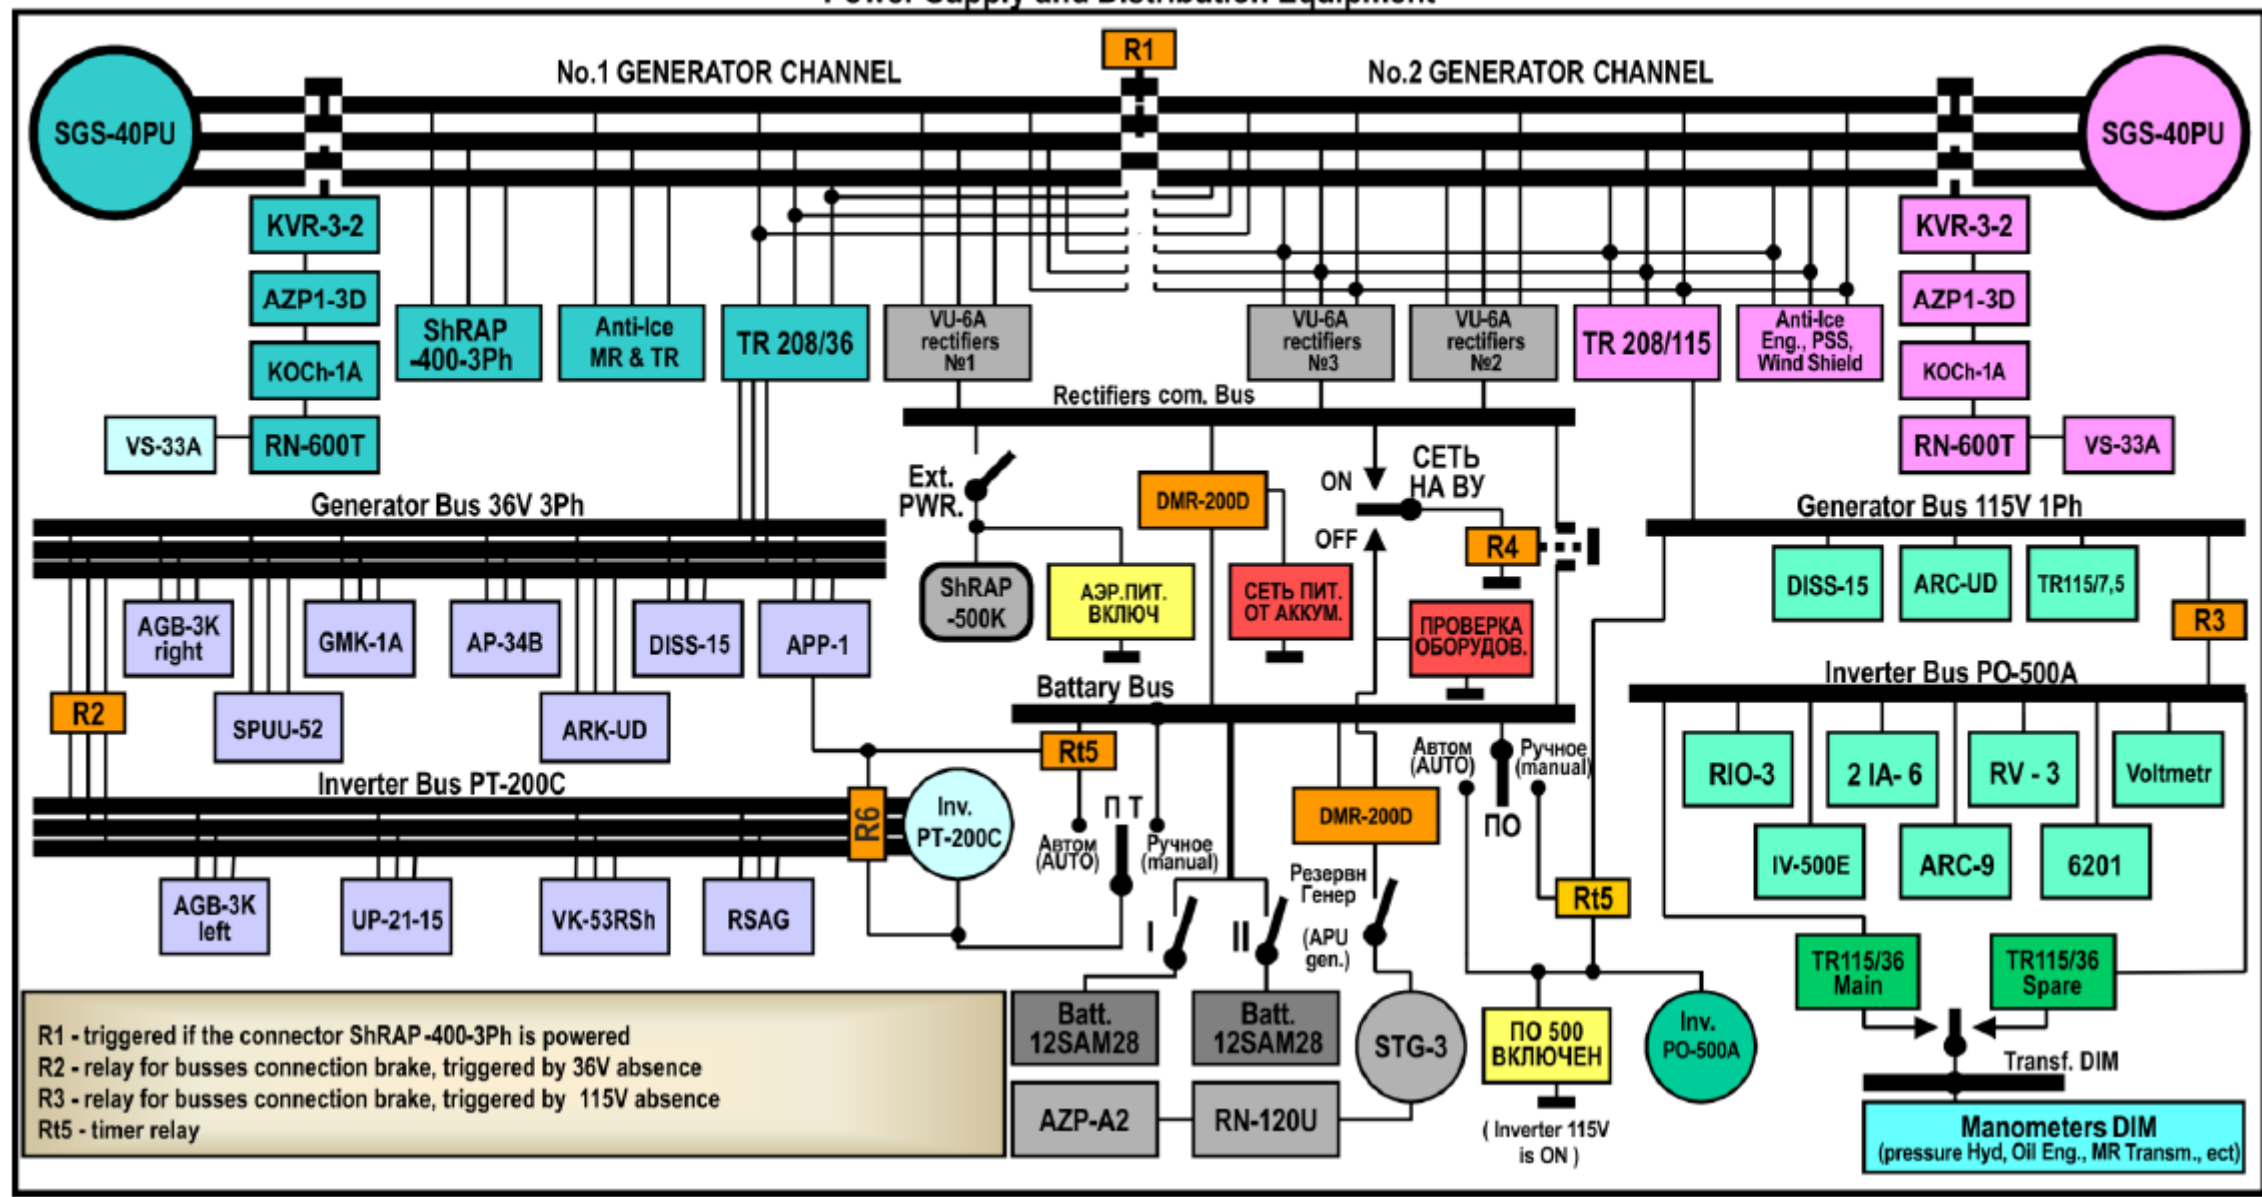 Power Supply and Distribution Equipment
R1
No.1 GENERATOR CHANNEL
No.2 GENERATOR CHANNEL
SGS-40PU
SGS-40PU
KVR-3-2
AZP1-3D
KOCh-1A
RN-600T
VS-33A
ShRAP
-400-3Ph
Anti-Ice
MR & TR
TR 208/36
VU-6A
rectifiers
№1
VU-6A
rectifiers
№3
VU-6A
rectifiers
№2
TR 208/115
Anti-Ice
Eng., PSS,
Wind Shield
KVR-3-2
AZP1-3D
KOCh-1A
RN-600T
VS-33A
Rectifiers com. Bus
Ext.
PWR.
DMR-200D
ON
OFF
СЕТЬ
НА ВУ
R4
ShRAP
-500K
АЭР.ПИТ.
ВКЛЮЧ
СЕТЬ ПИТ.
ОТ АККУМ.
ПРОВЕРКА
ОБОРУДОВ.
Generator Bus 36V 3Ph
AGB-3K
right
GMK-1A
AP-34B
DISS-15
APP-1
R2
SPUU-52
ARK-UD
Generator Bus 115V 1Ph
DISS-15
ARC-UD
TR115/7,5
R3
Inverter Bus PO-500A
RIO-3
2 IA- 6
RV - 3
Voltmetr
IV-500E
ARC-9
6201
Battary Bus
Rt5
Inverter Bus PT-200C
R6
Inv.
PT-200C
П Т
Автом
(AUTO)
Ручное
(manual)
AGB-3K
left
UP-21-15
VK-53RSh
RSAG
I
II
DMR-200D
Резервн
Генер
(APU
gen.)
Автом
(AUTO)
Ручное
(manual)
ПО
Rt5
Batt.
12SAM28
Batt.
12SAM28
STG-3
AZP-A2
RN-120U
ПО 500
ВКЛЮЧЕН
( Inverter 115V
is ON )
Inv.
PO-500A
TR115/36
Main
TR115/36
Spare
Transf. DIM
Manometers DIM
(pressure Hyd, Oil Eng., MR Transm., ect)
R1 - triggered if the connector ShRAP-400-3Ph is powered
R2 - relay for busses connection brake, triggered by 36V absence
R3 - relay for busses connection brake, triggered by 115V absence
Rt5 - timer relay